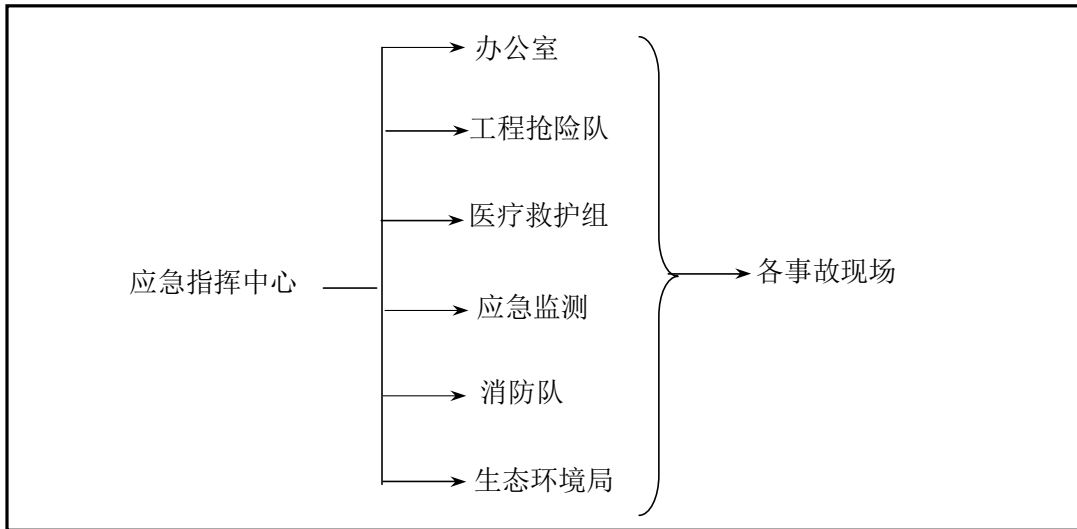 办公室
工程抢险队
医疗救护组
应急指挥中心
各事故现场
应急监测
消防队
生态环境局